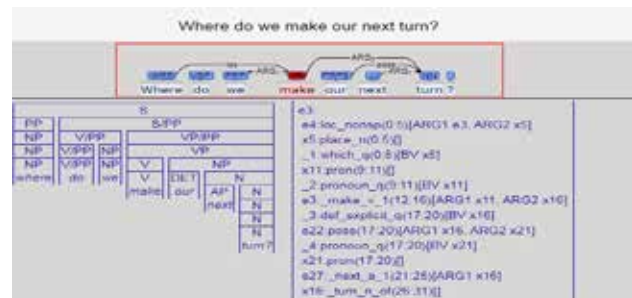 Where do we make our next turn?
ARG₁
Where do we make our next turn ?
S
PP S/PP
NP V/PP VP/PP
NP V/PP NP VP
NP V/PP NP V NP
where do we V DET N
make our AP N
next N
N
turn?
e3:
e4:loc_nonsp(0:5)[ARG1 e3, ARG2 x5]
x5:place_n(0:5)[]
_1:which_q(0:5)[BV x5]
x11:pron(9:11)[]
_2:pronoun_q(9:11)[BV x11]
e3:_make_v_1(12:16)[ARG1 x11, ARG2 x16]
_3:def_explicit_q(17:20)[BV x16]
e22:poss(17:20)[ARG1 x16, ARG2 x21]
_4:pronoun_q(17:20)[BV x21]
x21:pron(17:20)[]
e27:_next_a_1(21:25)[ARG1 x16]
x16:_turn_n_of(26:31)[]